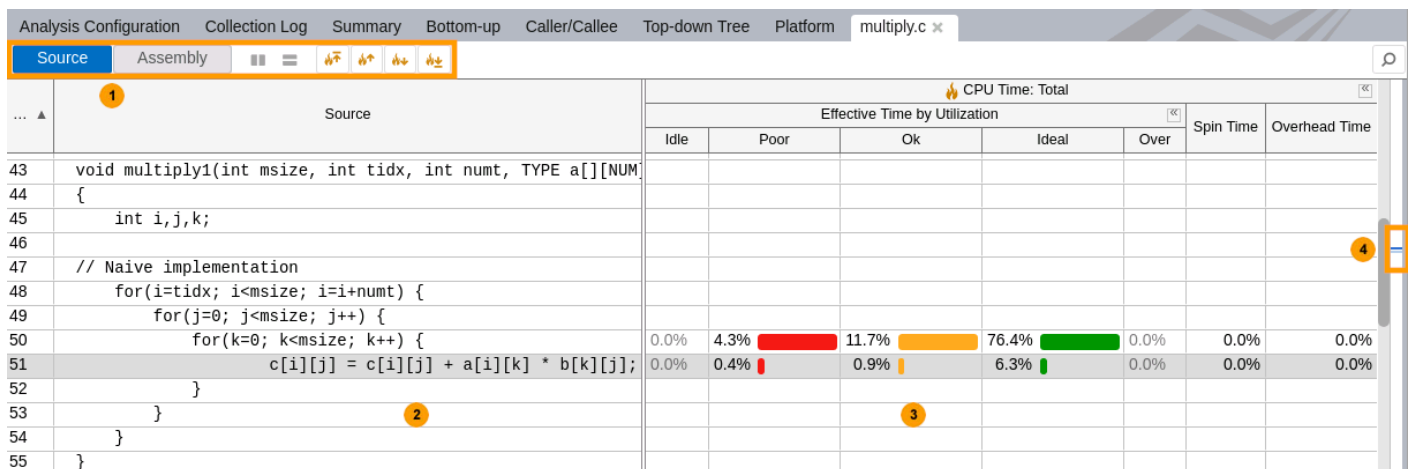 Analysis Configuration Collection Log Summary Bottom-up Caller/Callee Top-down Tree Platform multiply.c
Source Assembly
1
... Source CPU Time: Total
Effective Time by Utilization Spin Time Overhead Time
Idle Poor Ok Ideal Over
43 void multiply1(int msize, int tidx, int numt, TYPE a[][NUM]
44 {
45 int i,j,k;
46
4
47 // Naive implementation
48 for(i=tidx; i<msize; i=i+numt) {
49 for(j=0; j<msize; j++) {
50 for(k=0; k<msize; k++) { 0.0% 4.3% 11.7% 76.4% 0.0% 0.0% 0.0%
51 c[i][j] = c[i][j] + a[i][k] * b[k][j]; 0.0% 0.4% 0.9% 6.3% 0.0% 0.0% 0.0%
52 }
53 } 2 3
54 }
55 }